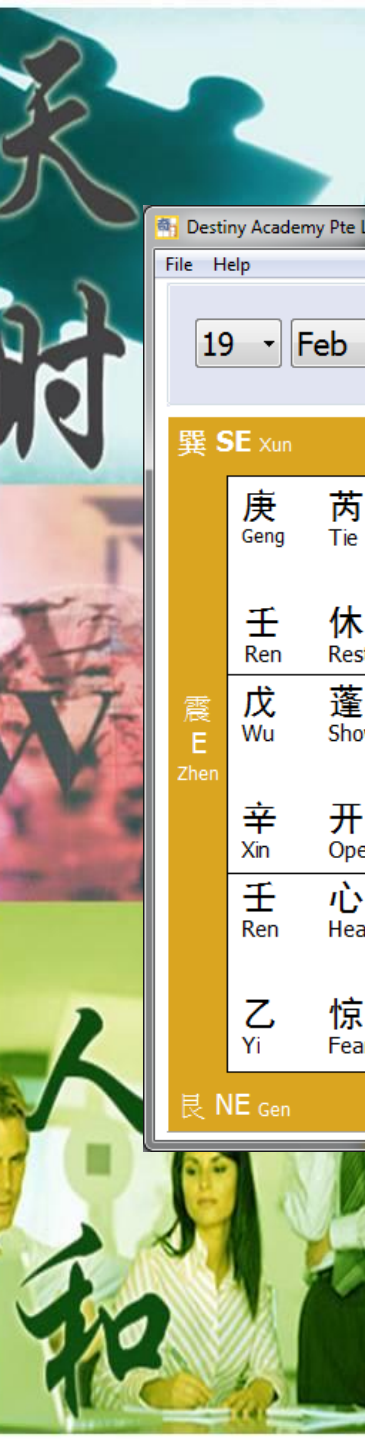 天
时
W
人
和
Destiny Academy Pte
File Help
19 Feb
巽 SE Xun
庚 芮
Geng Tie
壬 休
Ren Res
震
E
Zhen
戊 蓬
Wu Sho
辛 开
Xin Ope
壬 心
Ren Hea
乙 惊
Yi Fea
艮 NE Gen